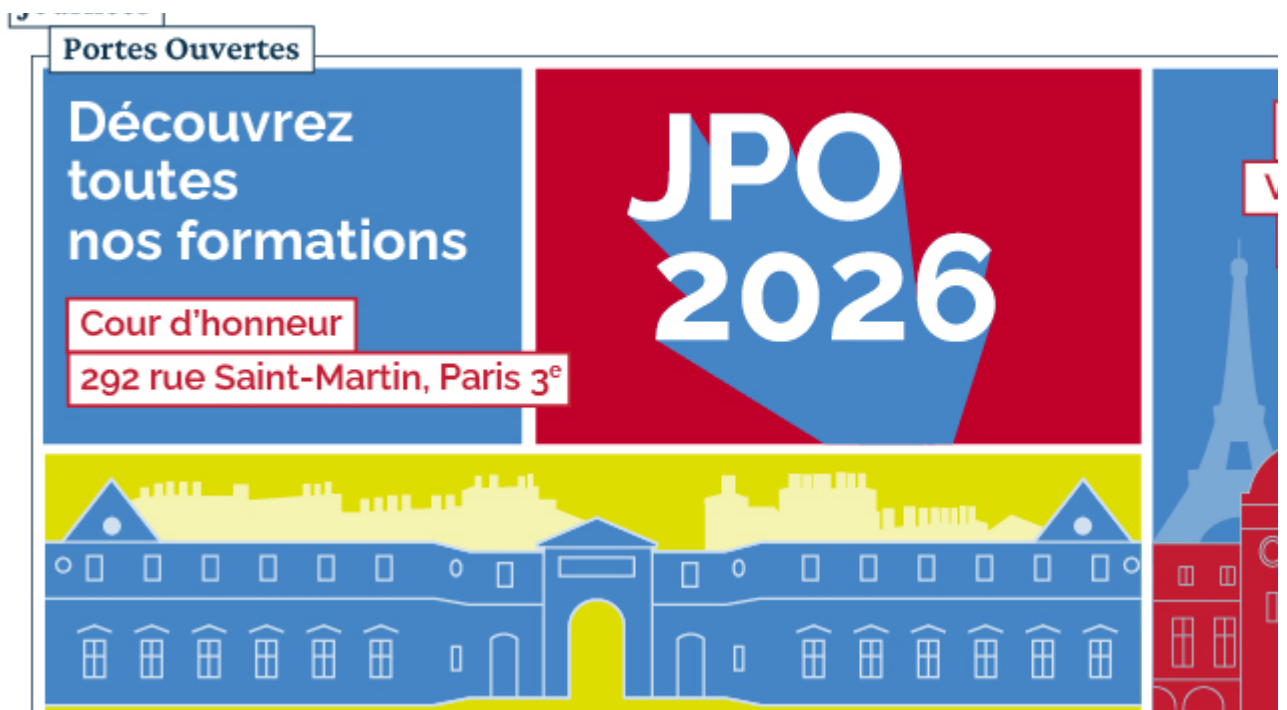 Portes Ouvertes
Découvrez
toutes
nos formations
Cour d'honneur
292 rue Saint-Martin, Paris 3ᵉ
JPO
2026